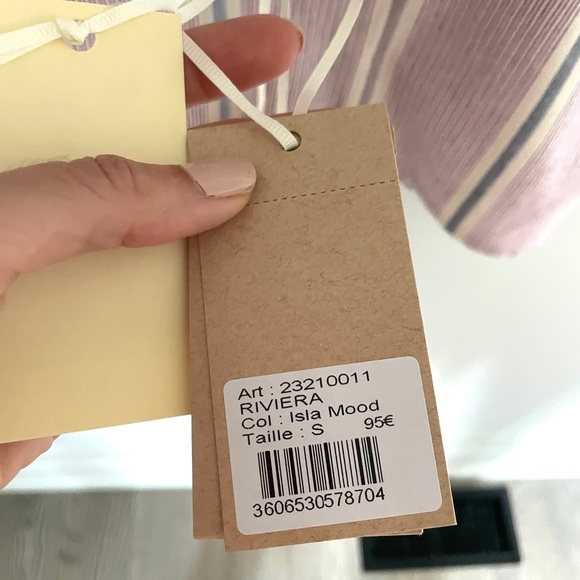 Art : 23210011
RIVIERA
Col : Isla Mood
Taille : S 95€
3606530578704